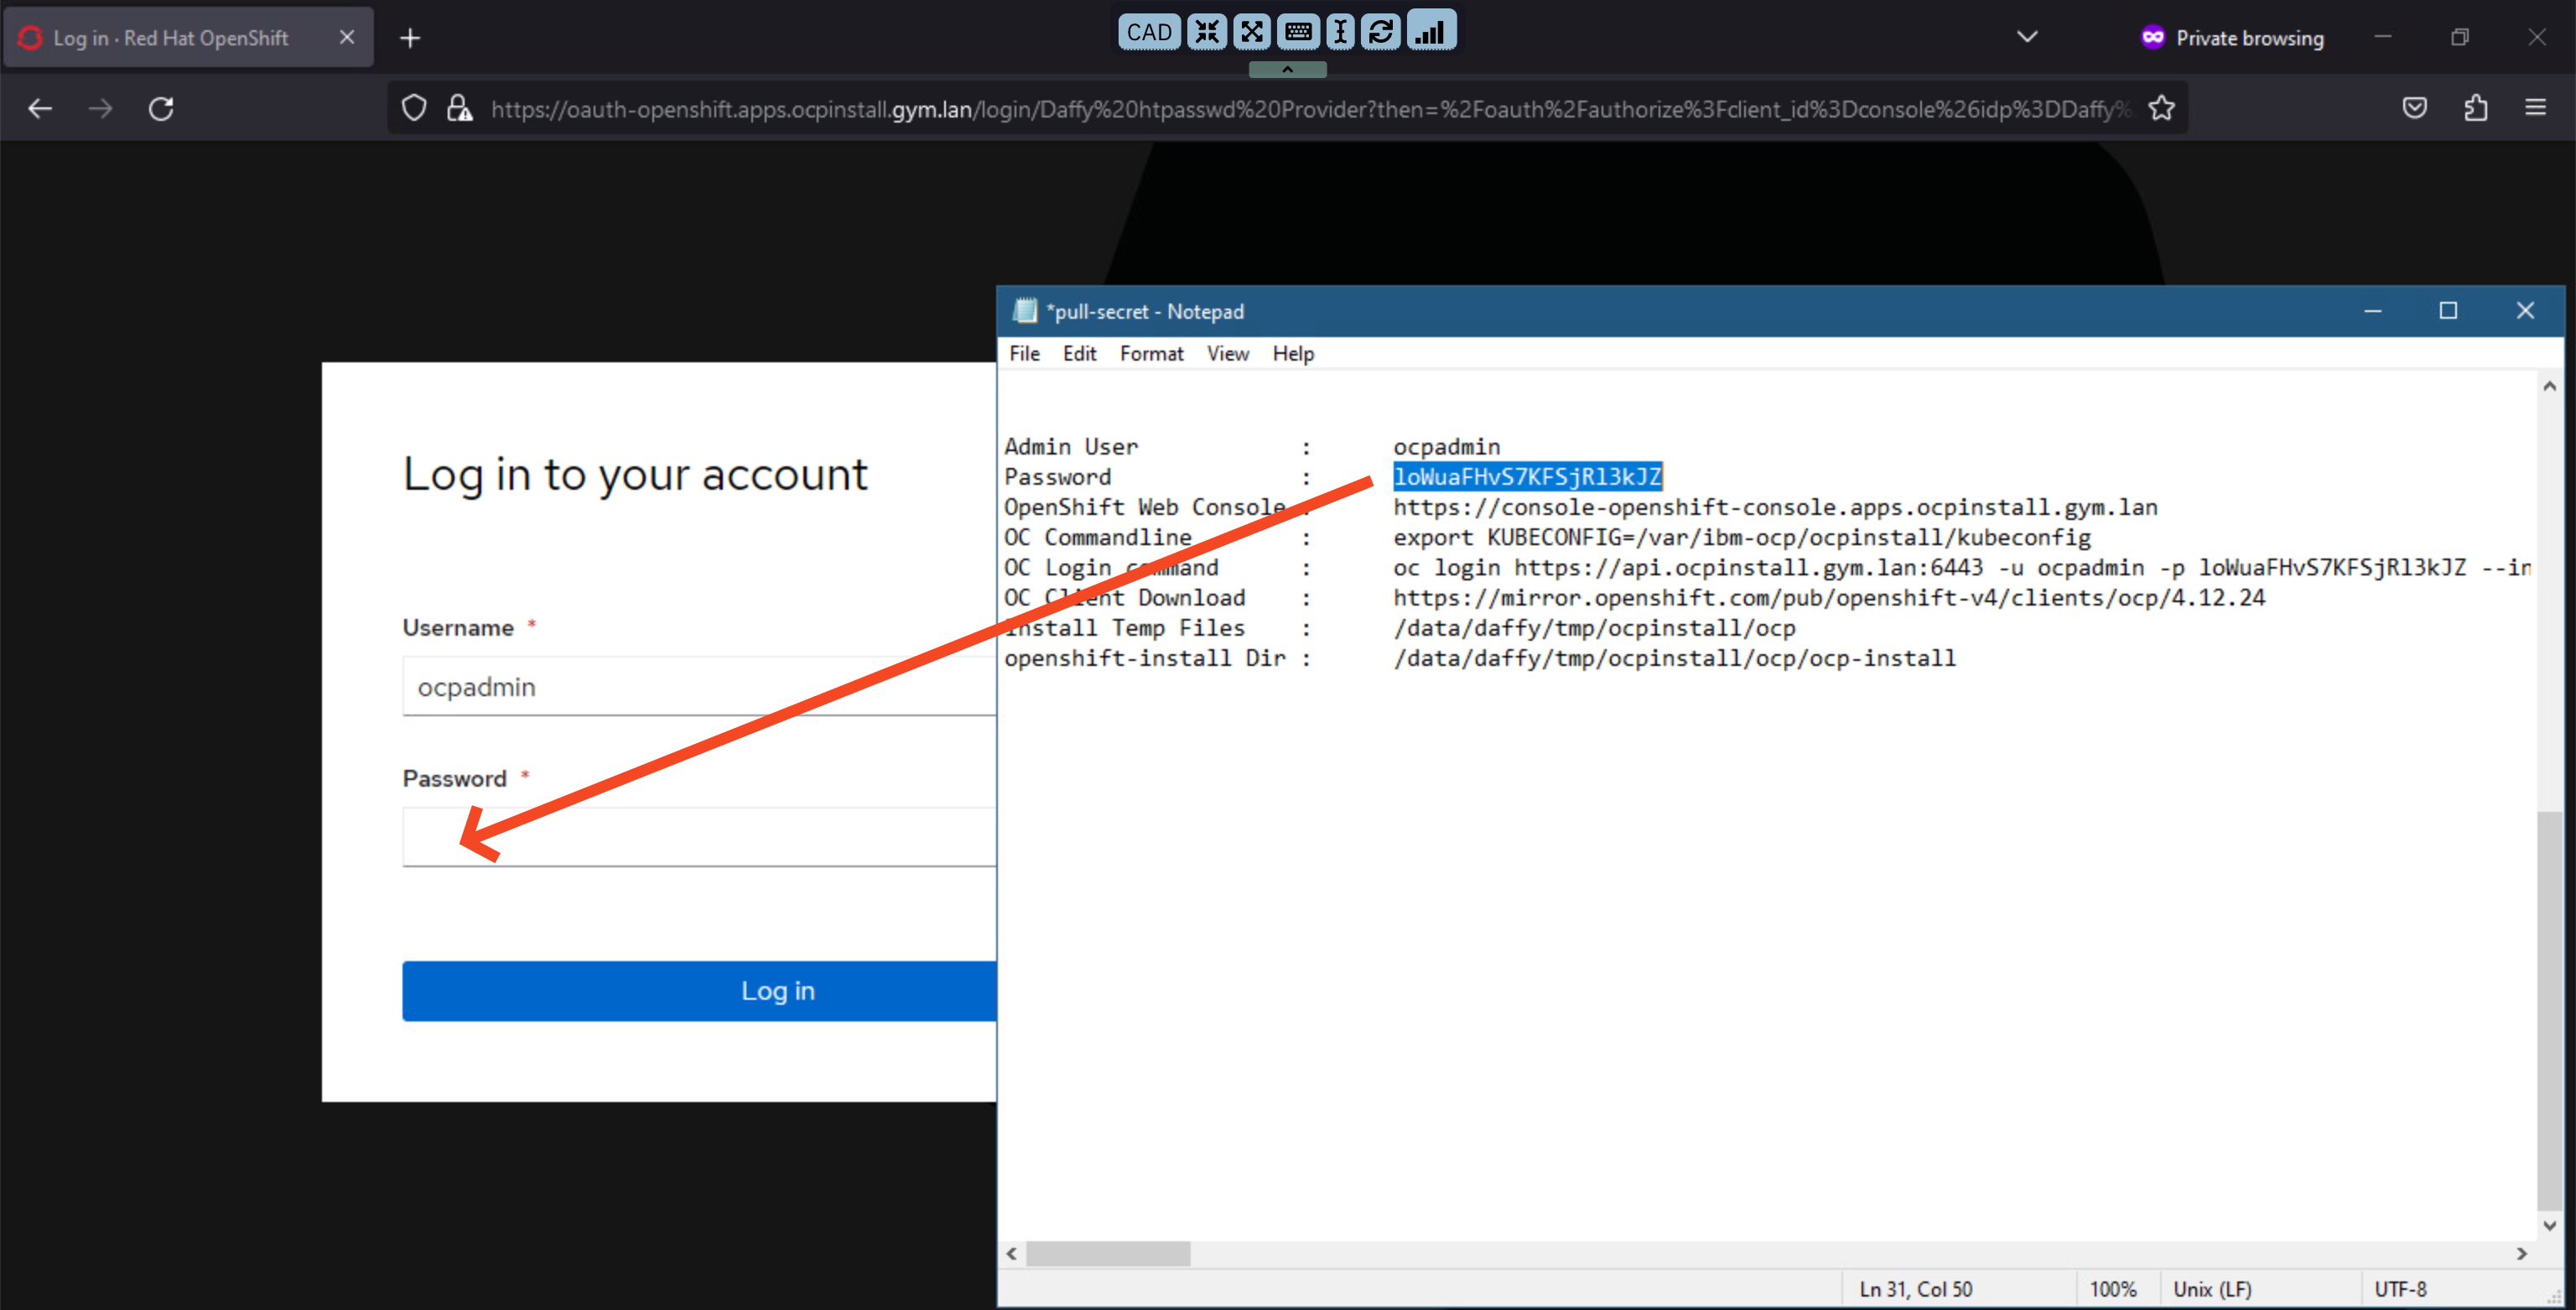 Log in · Red Hat OpenShift
CAD
Private browsing
https://oauth-openshift.apps.ocpinstall.gym.lan/login/Daffy%20htpasswd%20Provider?then=%2Foauth%2Fauthorize%3Fclient_id%3Dconsole%26idp%3DDaffy%
*pull-secret - Notepad
File Edit Format View Help
Log in to your account
Username *
ocpadmin
Password *
Log in
Admin User : ocpadmin
Password : loWuaFHvS7KFSjRl3kJZ
OpenShift Web Console : https://console-openshift-console.apps.ocpinstall.gym.lan
OC Commandline : export KUBECONFIG=/var/ibm-ocp/ocpinstall/kubeconfig
OC Login command : oc login https://api.ocpinstall.gym.lan:6443 -u ocpadmin -p loWuaFHvS7KFSjRl3kJZ --in
OC Client Download : https://mirror.openshift.com/pub/openshift-v4/clients/ocp/4.12.24
Install Temp Files : /data/daffy/tmp/ocpinstall/ocp
openshift-install Dir : /data/daffy/tmp/ocpinstall/ocp/ocp-install
Ln 31, Col 50 100% Unix (LF) UTF-8